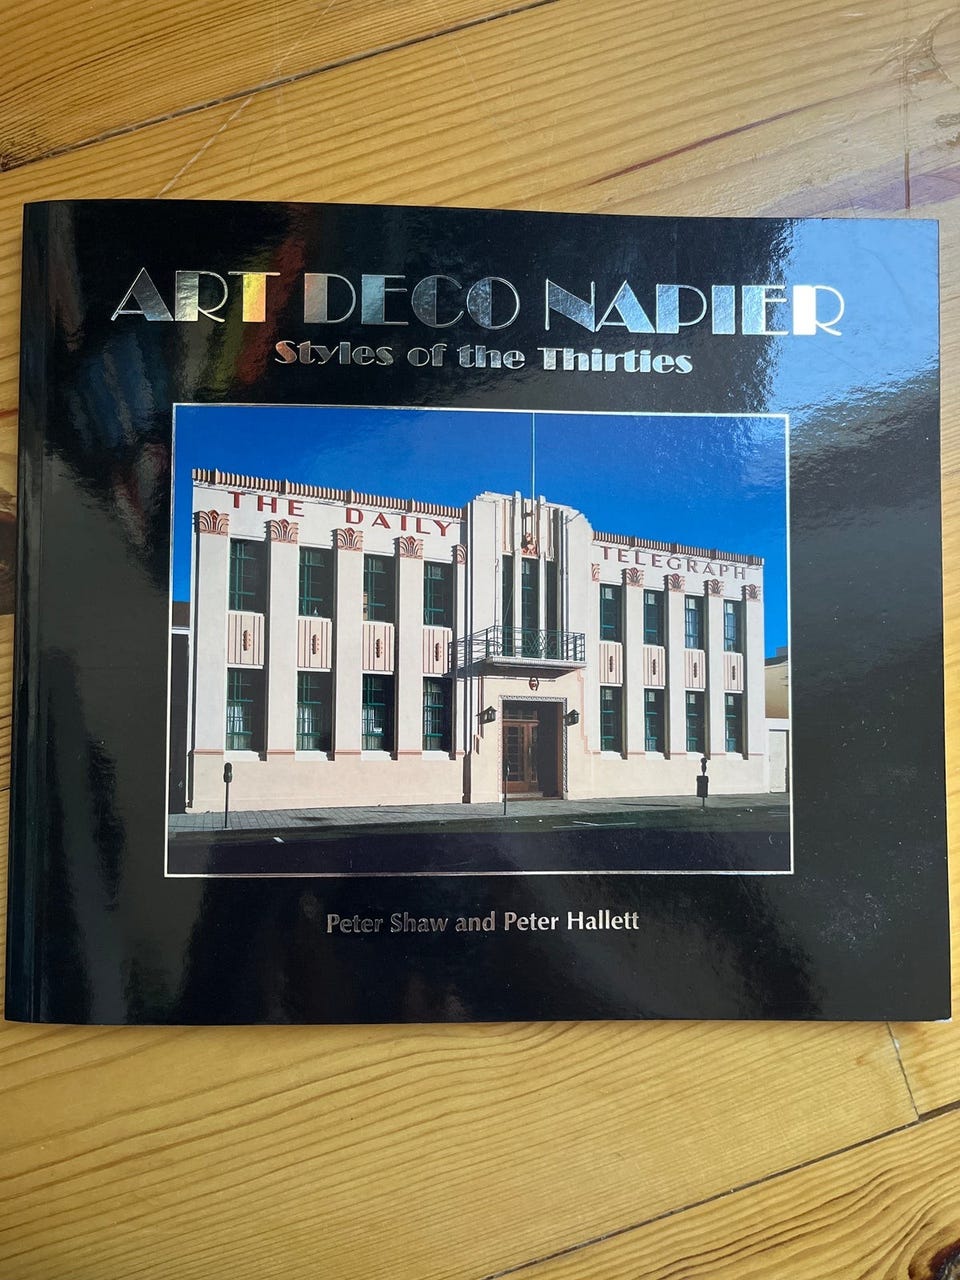 ART DECO NAPIER
Styles of the Thirties
THE DAILY
TELEGRAPH
Peter Shaw and Peter Hallett